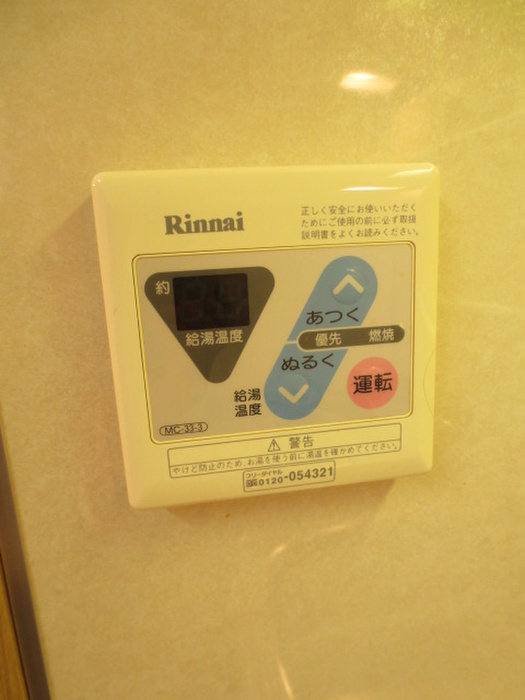 Rinnai
正しく安全にお使いいただく
ためにご使用の前に必ず取扱
説明書をよくお読みください。
約
給湯温度
あつく
優先 燃焼
ぬるく
給湯
温度
運転
MC-33-3
警告
やけど防止のため、お湯を使う前に湯温を確かめてください。
フリーダイヤル
0120-054321